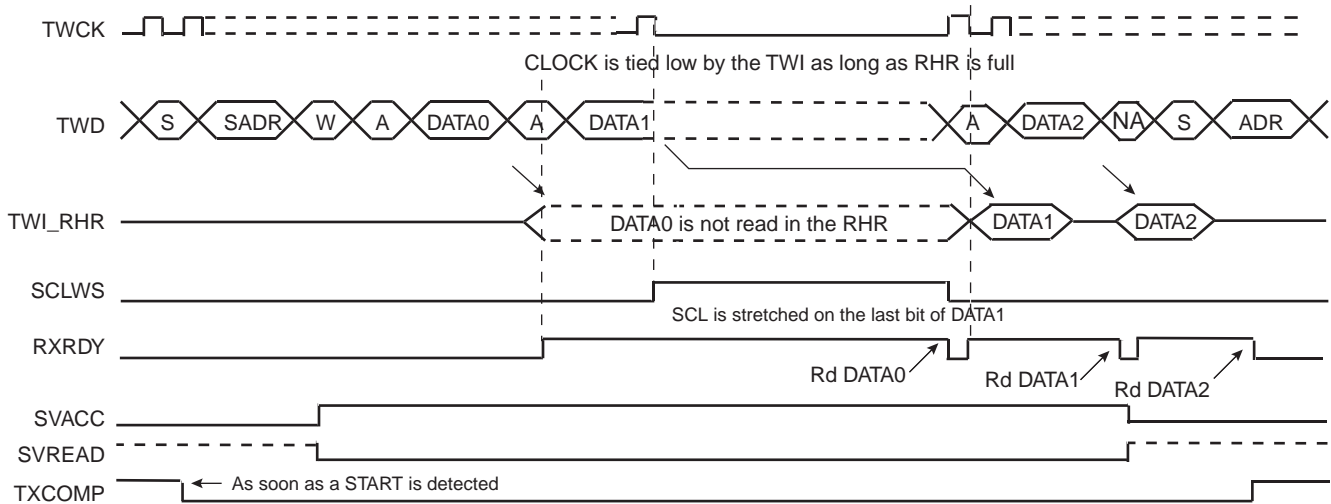 TWCK
CLOCK is tied low by the TWI as long as RHR is full
TWD S SADR W A DATA0 A DATA1 A DATA2 NA S ADR
TWI_RHR DATA0 is not read in the RHR DATA1 DATA2
SCLWS
SCL is stretched on the last bit of DATA1
RXRDY
Rd DATA0 Rd DATA1 Rd DATA2
SVACC
SVREAD
TXCOMP As soon as a START is detected